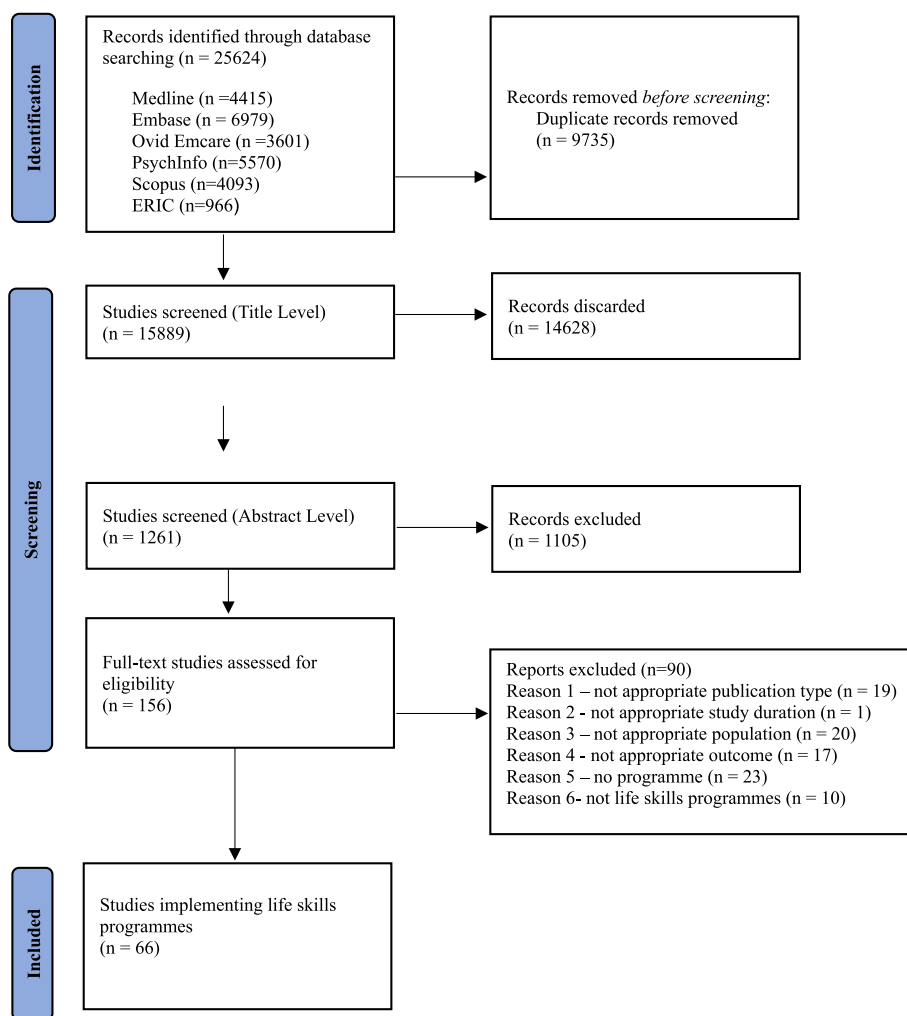 Identification
Records identified through database
searching (n = 25624)
Medline (n =4415)
Embase (n = 6979)
Ovid Emcare (n =3601)
PsychInfo (n=5570)
Scopus (n=4093)
ERIC (n=966)
Records removed before screening:
Duplicate records removed
(n = 9735)
Screening
Studies screened (Title Level)
(n = 15889)
Records discarded
(n = 14628)
Studies screened (Abstract Level)
(n = 1261)
Records excluded
(n = 1105)
Full-text studies assessed for
eligibility
(n = 156)
Reports excluded (n=90)
Reason 1 – not appropriate publication type (n = 19)
Reason 2 - not appropriate study duration (n = 1)
Reason 3 – not appropriate population (n = 20)
Reason 4 - not appropriate outcome (n = 17)
Reason 5 – no programme (n = 23)
Reason 6- not life skills programmes (n = 10)
Included
Studies implementing life skills
programmes
(n = 66)